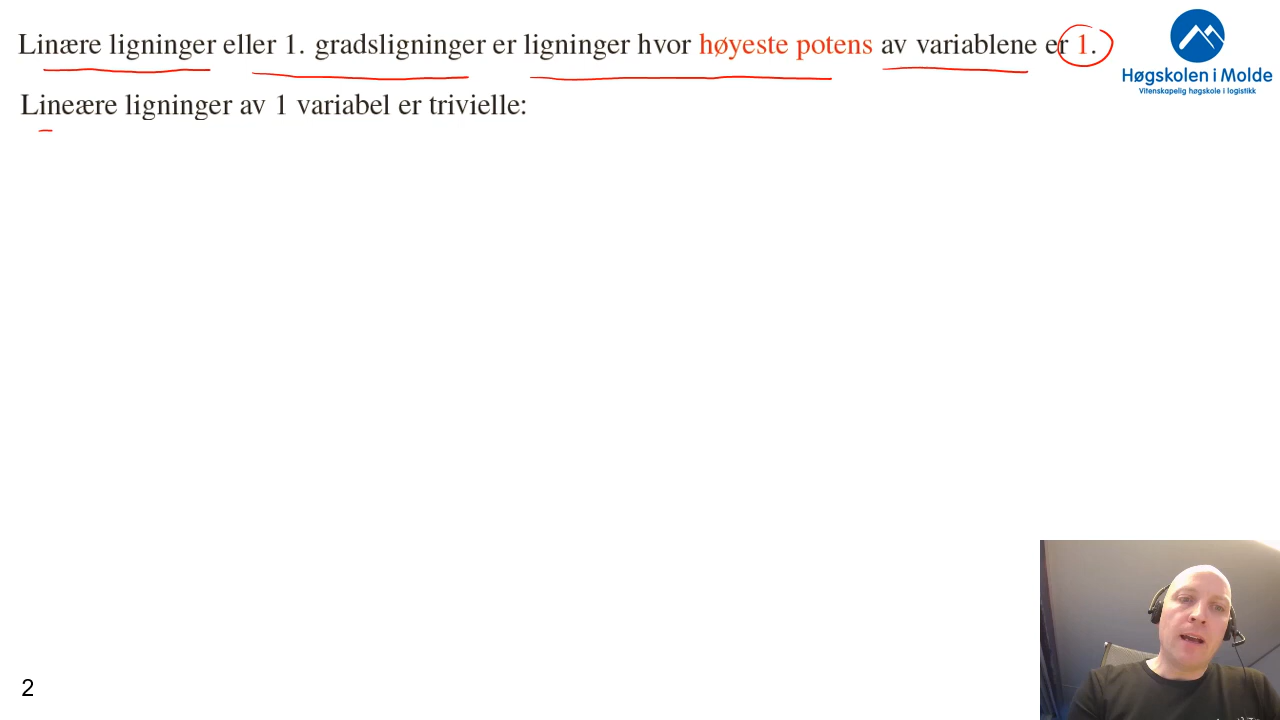 Linære ligninger eller 1. gradsligninger er ligninger hvor høyeste potens av variablene er 1.
Høgskolen i Molde
Vitenskapelig høgskole i logistikk
Lineære ligninger av 1 variabel er trivielle:
2